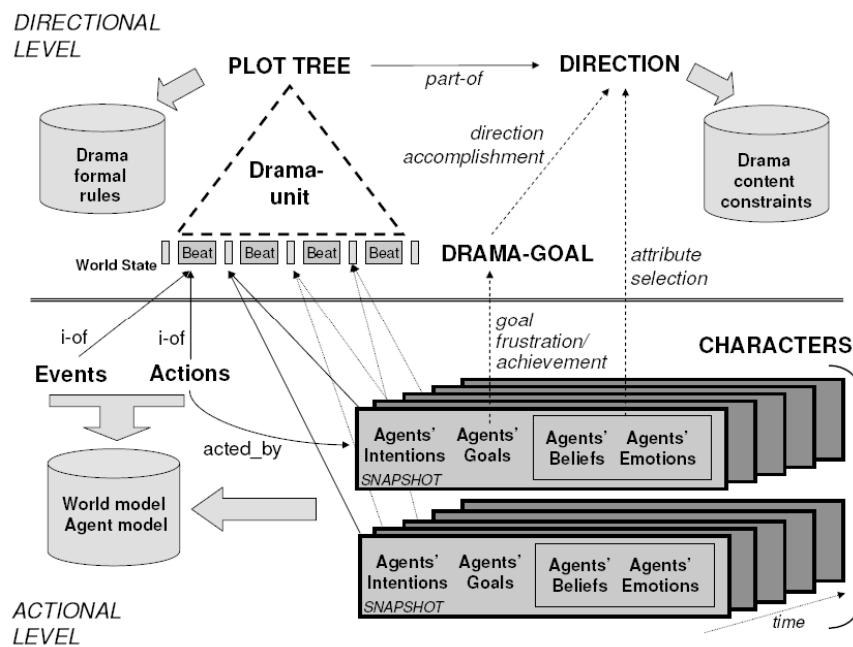 DIRECTIONAL
LEVEL
PLOT TREE
part-of
DIRECTION
Drama
formal
rules
Drama-
unit
direction
accomplishment
Drama
content
constraints
World State
Beat
Beat
Beat
Beat
DRAMA-GOAL
attribute
selection
i-of
i-of
goal
frustration/
achievement
CHARACTERS
Events
Actions
acted_by
Agents'
Intentions
Agents'
Goals
Agents'
Beliefs
Agents'
Emotions
SNAPSHOT
World model
Agent model
Agents'
Intentions
Agents'
Goals
Agents'
Beliefs
Agents'
Emotions
SNAPSHOT
ACTIONAL
LEVEL
time